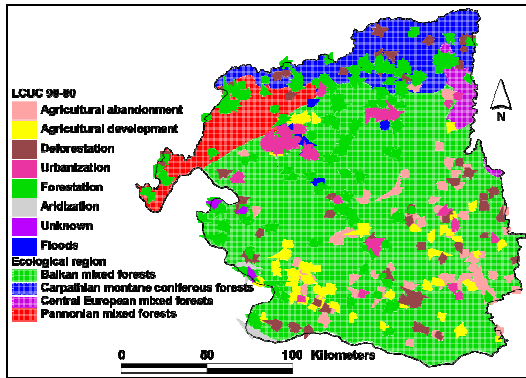 LCUC 90-80
Agricultural abandonment
Agricultural development
Deforestation
Urbanization
Forestation
Aridization
Unknown
Floods
Ecological region
Balkan mixed forests
Carpathian montane coniferous forests
Central European mixed forests
Pannonian mixed forests
N
0 50 100 Kilometers